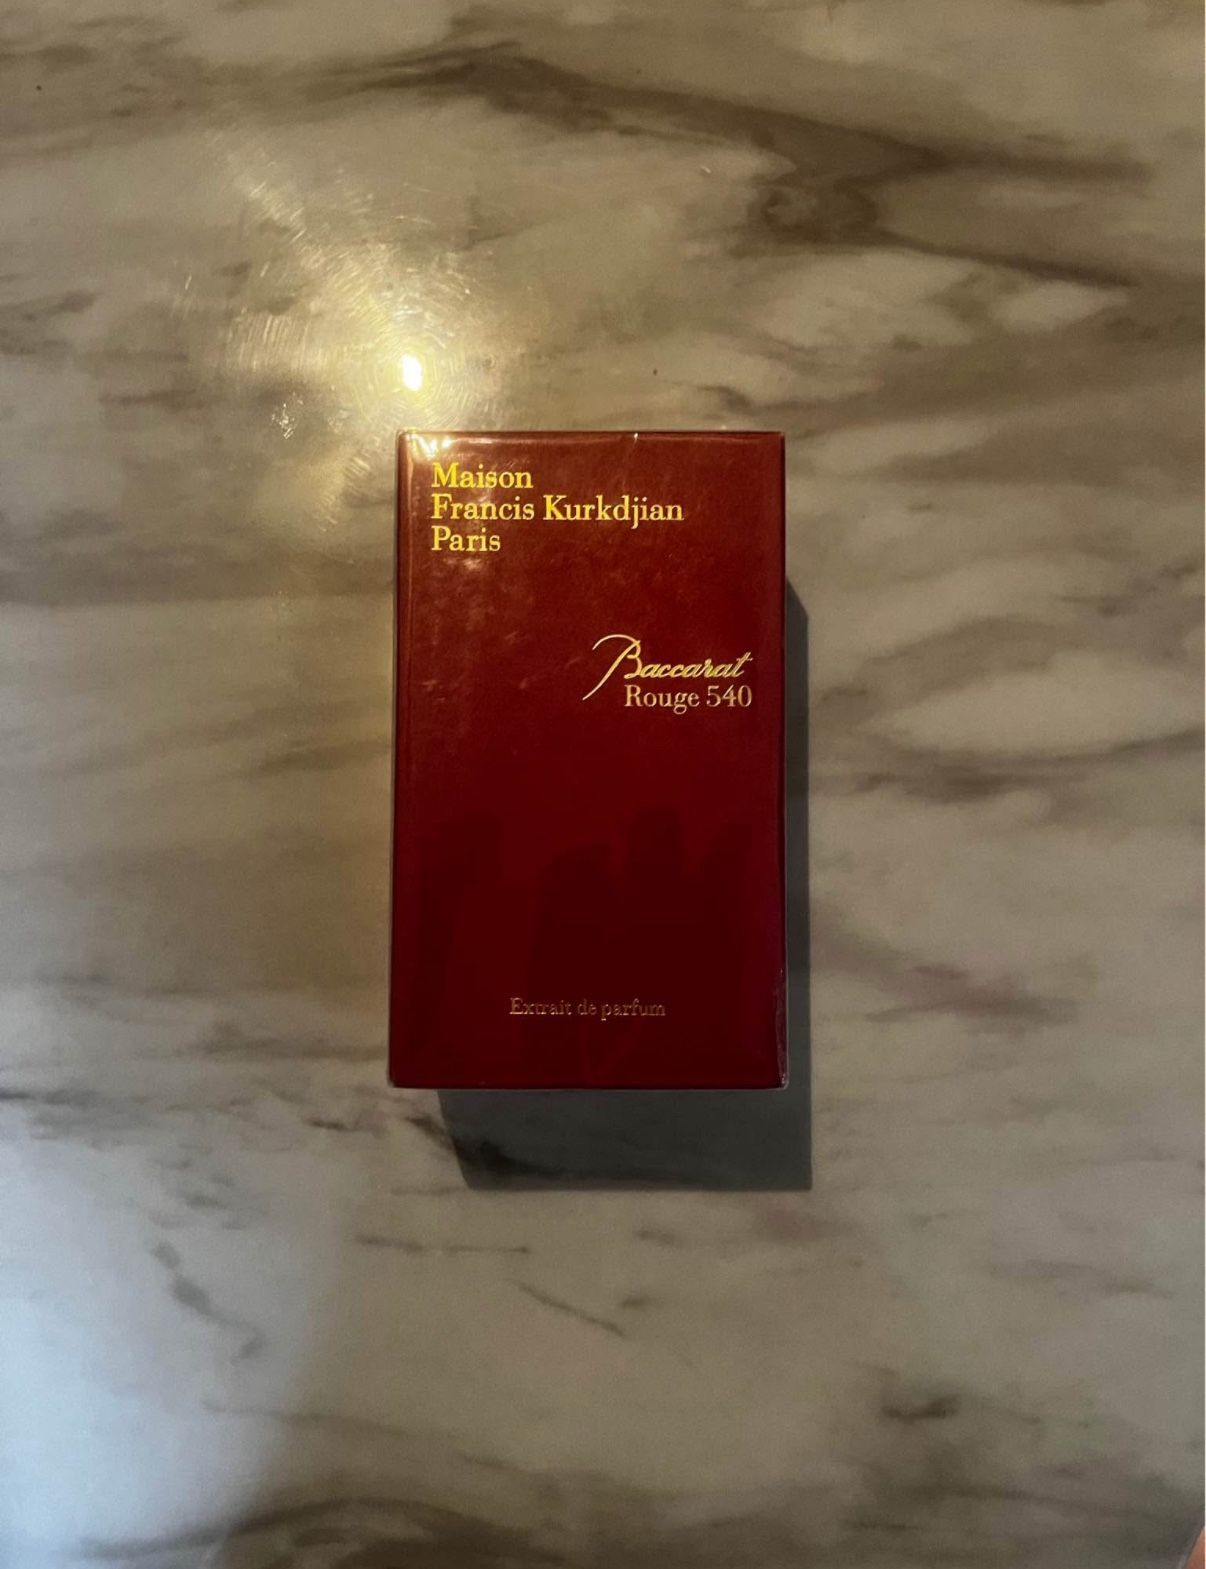 Maison
Francis Kurkdjian
Paris
Baccarat
Rouge 540
Extrait de parfum